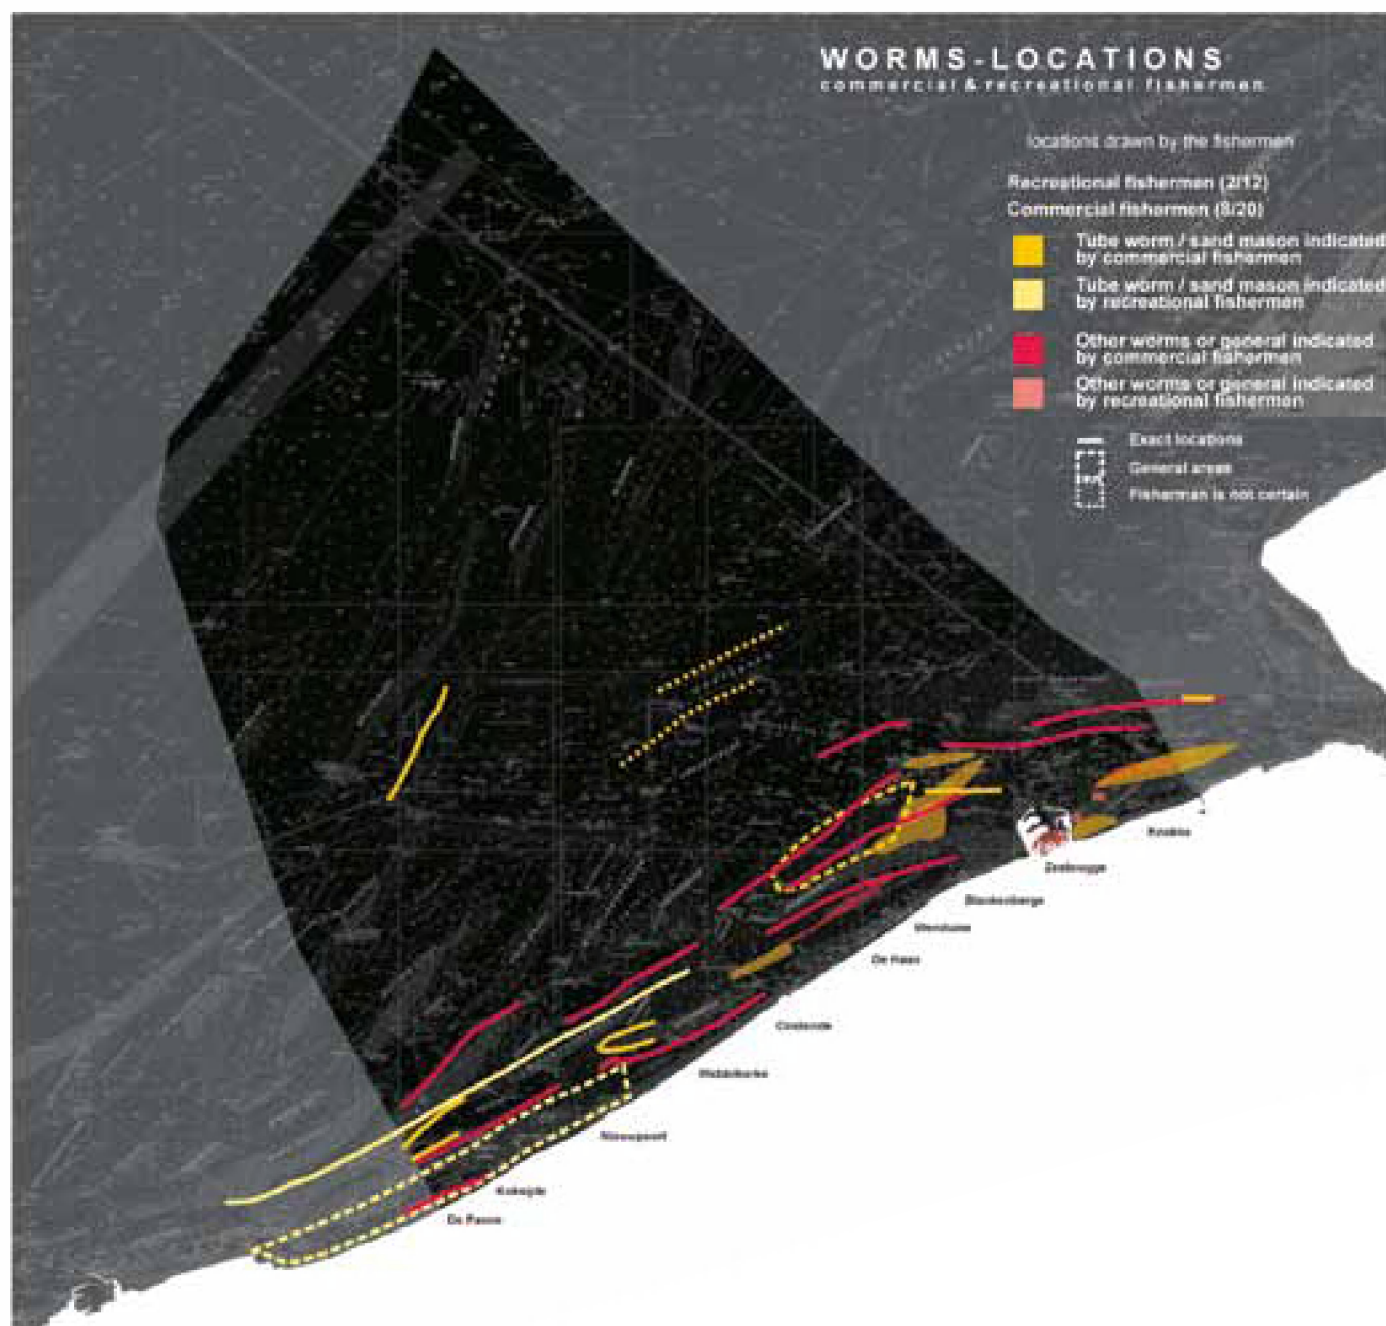 WORMS-LOCATIONS
commercial & recreational fishermen
locations drawn by the fishermen
Recreational fishermen (2/12)
Commercial fishermen (8/20)
Tube worm / sand mason indicated
by commercial fishermen
Tube worm / sand mason indicated
by recreational fishermen
Other worms or general indicated
by commercial fishermen
Other worms or general indicated
by recreational fishermen
Exact locations
General areas
Fisherman is not certain
Knokke
Zeebrugge
Blankenberge
Wenduine
De Haan
Oostende
Middelkerke
Nieuwpoort
Koksijde
De Panne